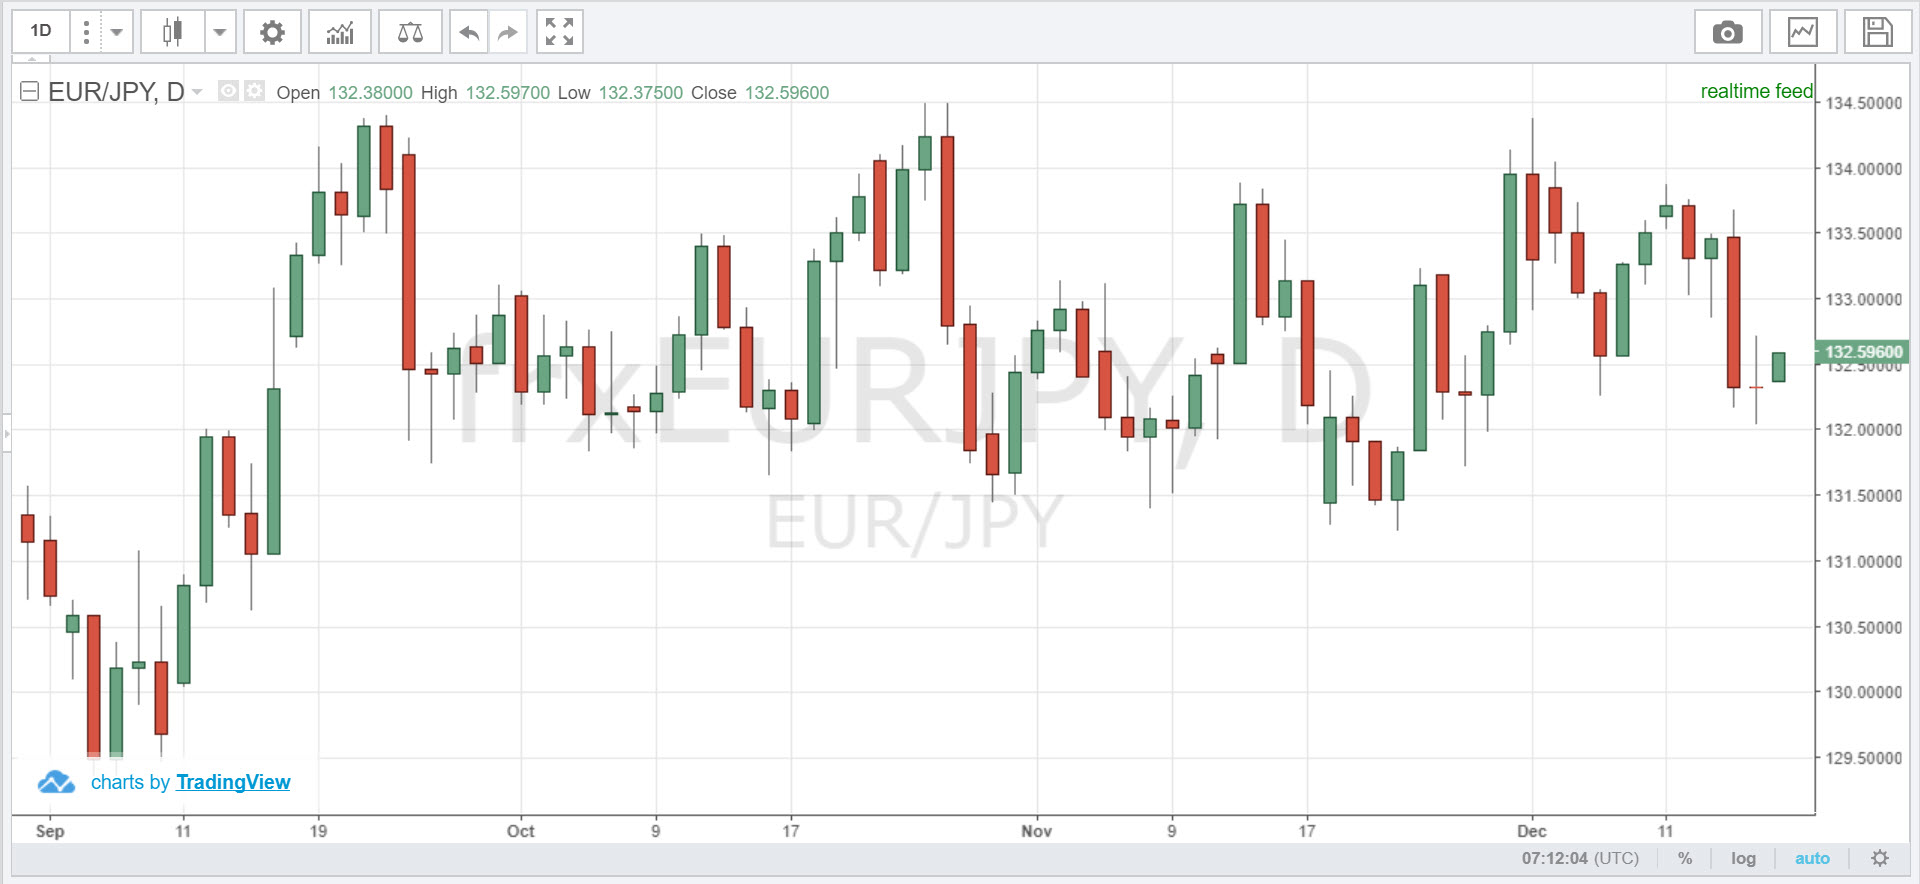 1D
EUR/JPY, D Open 132.38000 High 132.59700 Low 132.37500 Close 132.59600
realtime feed
134.50000
134.00000
133.50000
133.00000
132.59600
132.50000
132.00000
131.50000
131.00000
130.50000
130.00000
129.50000
frxEURJPY, D
EUR/JPY
charts by TradingView
Sep 11 19 Oct 9 17 Nov 9 17 Dec 11
07:12:04 (UTC) % log auto